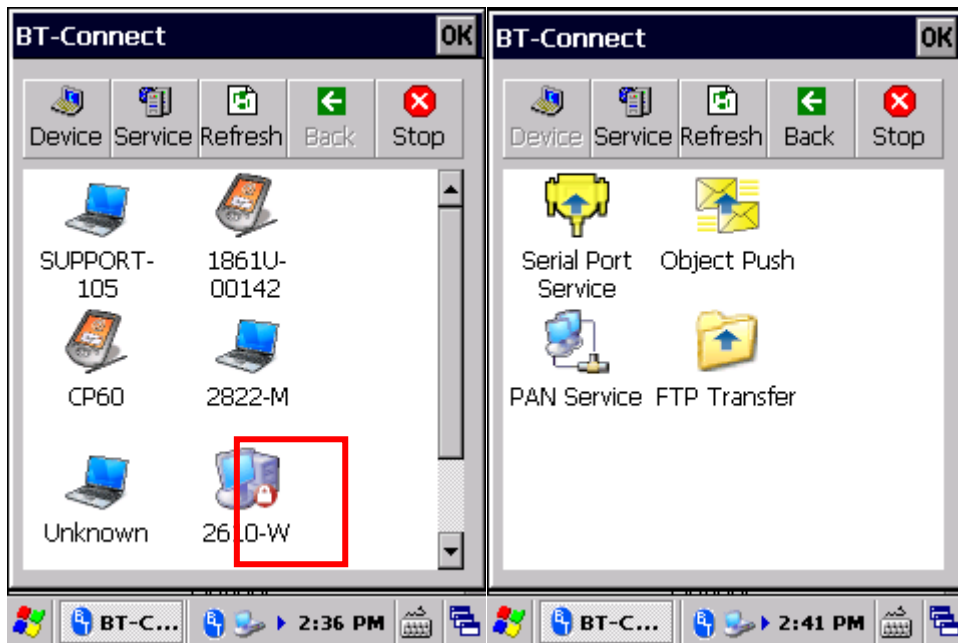 BT-Connect OK
Device Service Refresh Back Stop
SUPPORT-
105
1861U-
00142
CP60
2822-M
Unknown
2610-W
BT-C... 2:36 PM
BT-Connect OK
Device Service Refresh Back Stop
Serial Port
Service
Object Push
PAN Service
FTP Transfer
BT-C... 2:41 PM